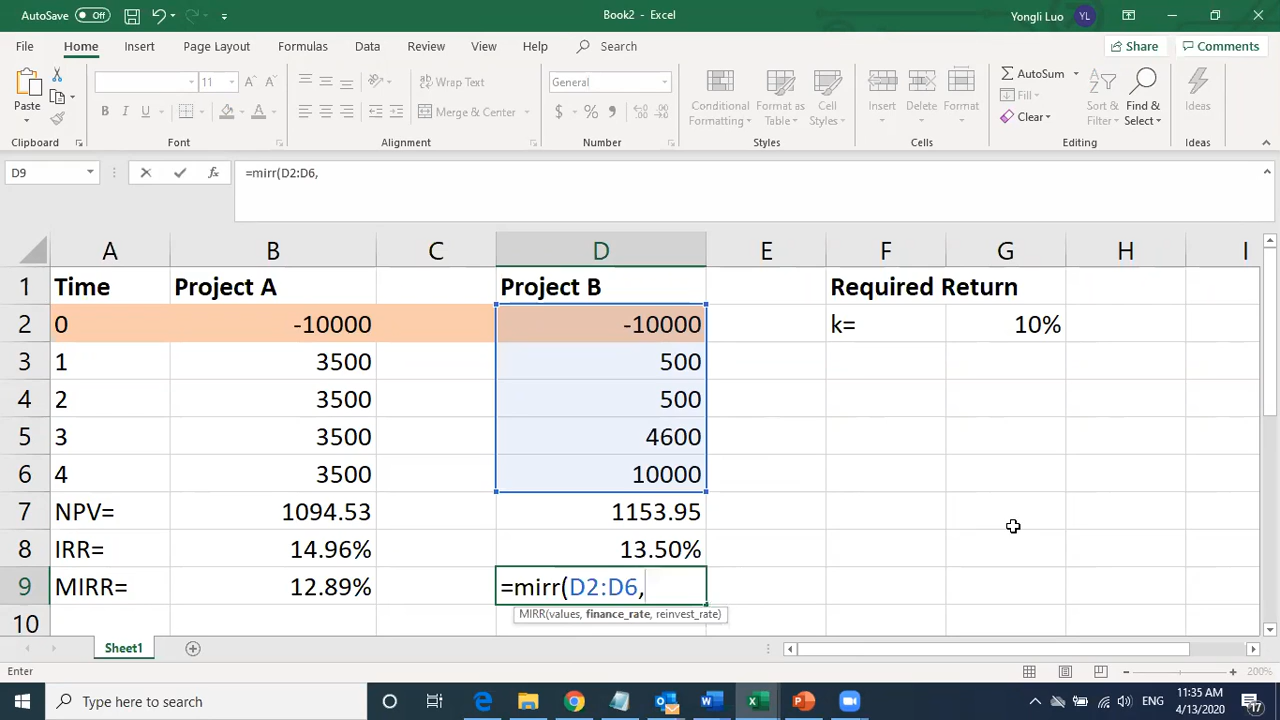 AutoSave Off Book2 - Excel Yongli Luo YL
File Home Insert Page Layout Formulas Data Review View Help Search Share Comments
Paste 11 A A Wrap Text General Conditional Formatting Format as Table Cell Styles Insert Delete Format AutoSum Fill Clear Sort & Filter Find & Select Ideas
B I U A Merge & Center $ % 9
Clipboard Font Alignment Number Styles Cells Editing Ideas
D9 fx =mirr(D2:D6,
A B C D E F G H I
1 Time Project A Project B Required Return
2 0 -10000 -10000 k= 10%
3 1 3500 500
4 2 3500 500
5 3 3500 4600
6 4 3500 10000
7 NPV= 1094.53 1153.95
8 IRR= 14.96% 13.50%
9 MIRR= 12.89% =mirr(D2:D6,
MIRR(values, finance_rate, reinvest_rate)
10
Sheet1
Enter 200%
Type here to search ENG 11:35 AM
4/13/2020 17